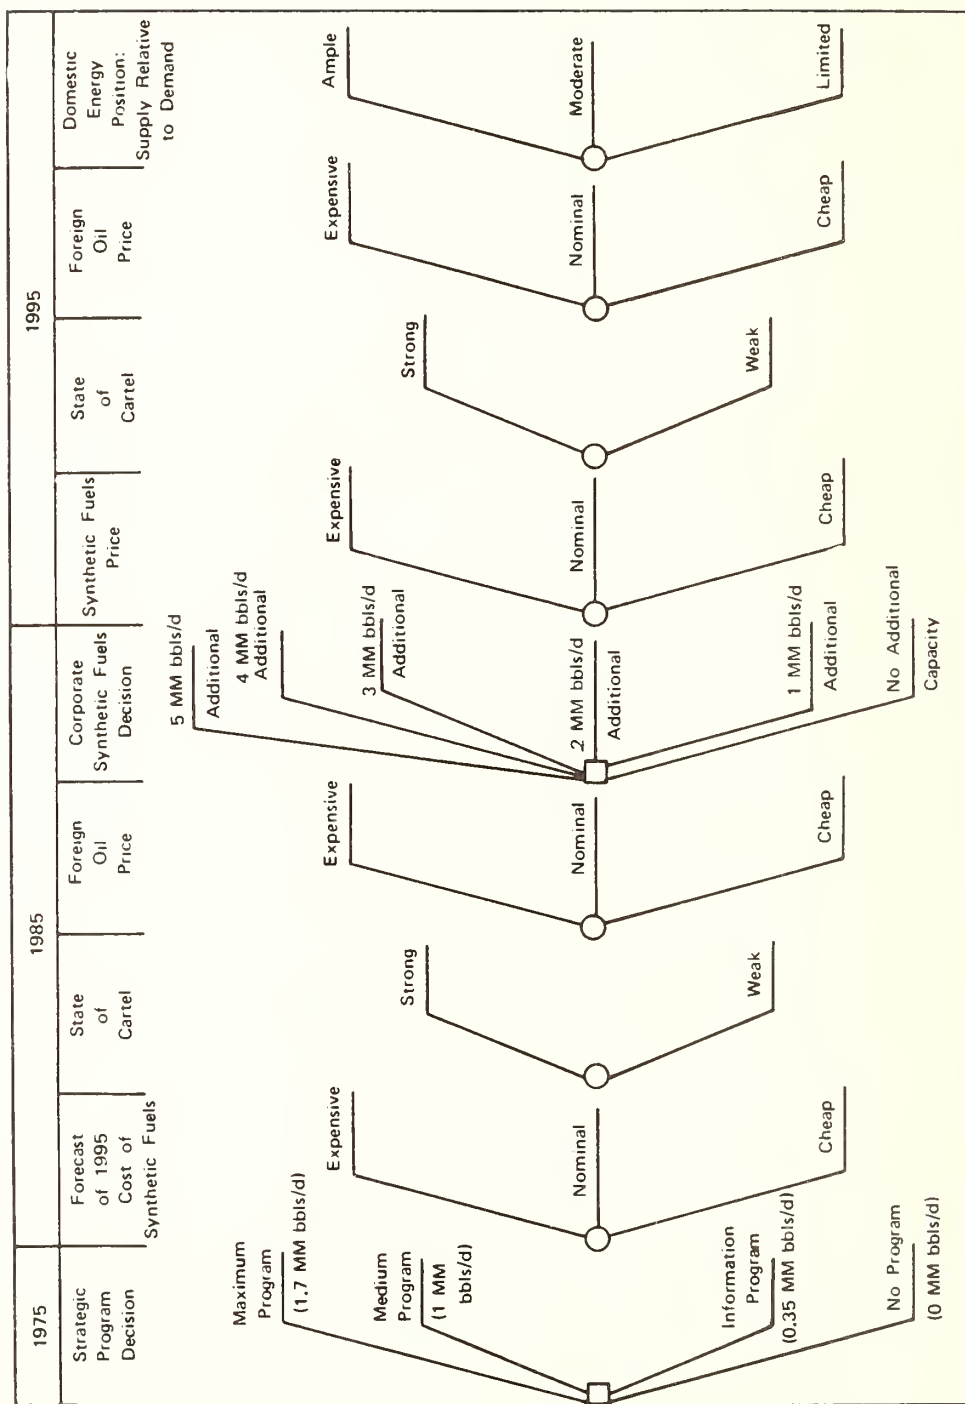 1975
1985
1995
Strategic
Program
Decision
Forecast
of 1995
Cost of
Synthetic Fuels
State
of
Cartel
Foreign
Oil
Price
Corporate
Synthetic Fuels
Decision
Synthetic Fuels
Price
State
of
Cartel
Foreign
Oil
Price
Domestic
Energy
Position:
Supply Relative
to Demand
Maximum
Program
(1.7 MM bbls/d)
Medium
Program
(1 MM
bbls/d)
Information
Program
(0.35 MM bbls/d)
No Program
(0 MM bbls/d)
Expensive
Nominal
Cheap
Strong
Weak
Expensive
Nominal
Cheap
5 MM bbls/d
Additional
4 MM bbls/d
Additional
3 MM bbls/d
Additional
2 MM bbls/d
Additional
1 MM bbls/d
Additional
No Additional
Capacity
Expensive
Nominal
Cheap
Strong
Weak
Expensive
Nominal
Cheap
Ample
Moderate
Limited